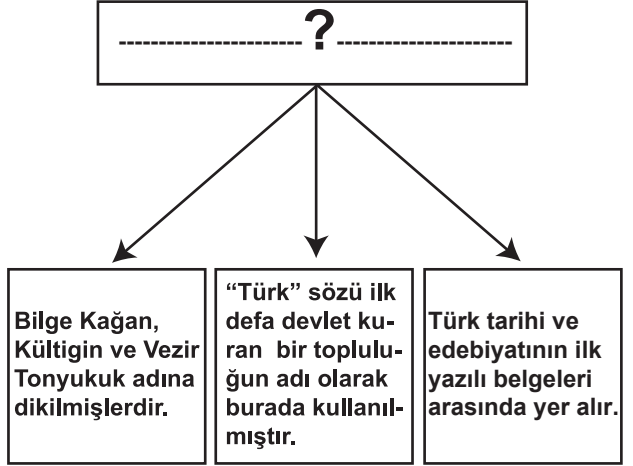 ----------------------?---------------------
Bilge Kağan,
Kültigin ve Vezir
Tonyukuk adına
dikilmişlerdir.
“Türk” sözü ilk
defa devlet ku-
ran bir toplulu-
ğun adı olarak
burada kullanıl-
mıştır.
Türk tarihi ve
edebiyatının ilk
yazılı belgeleri
arasında yer alır.